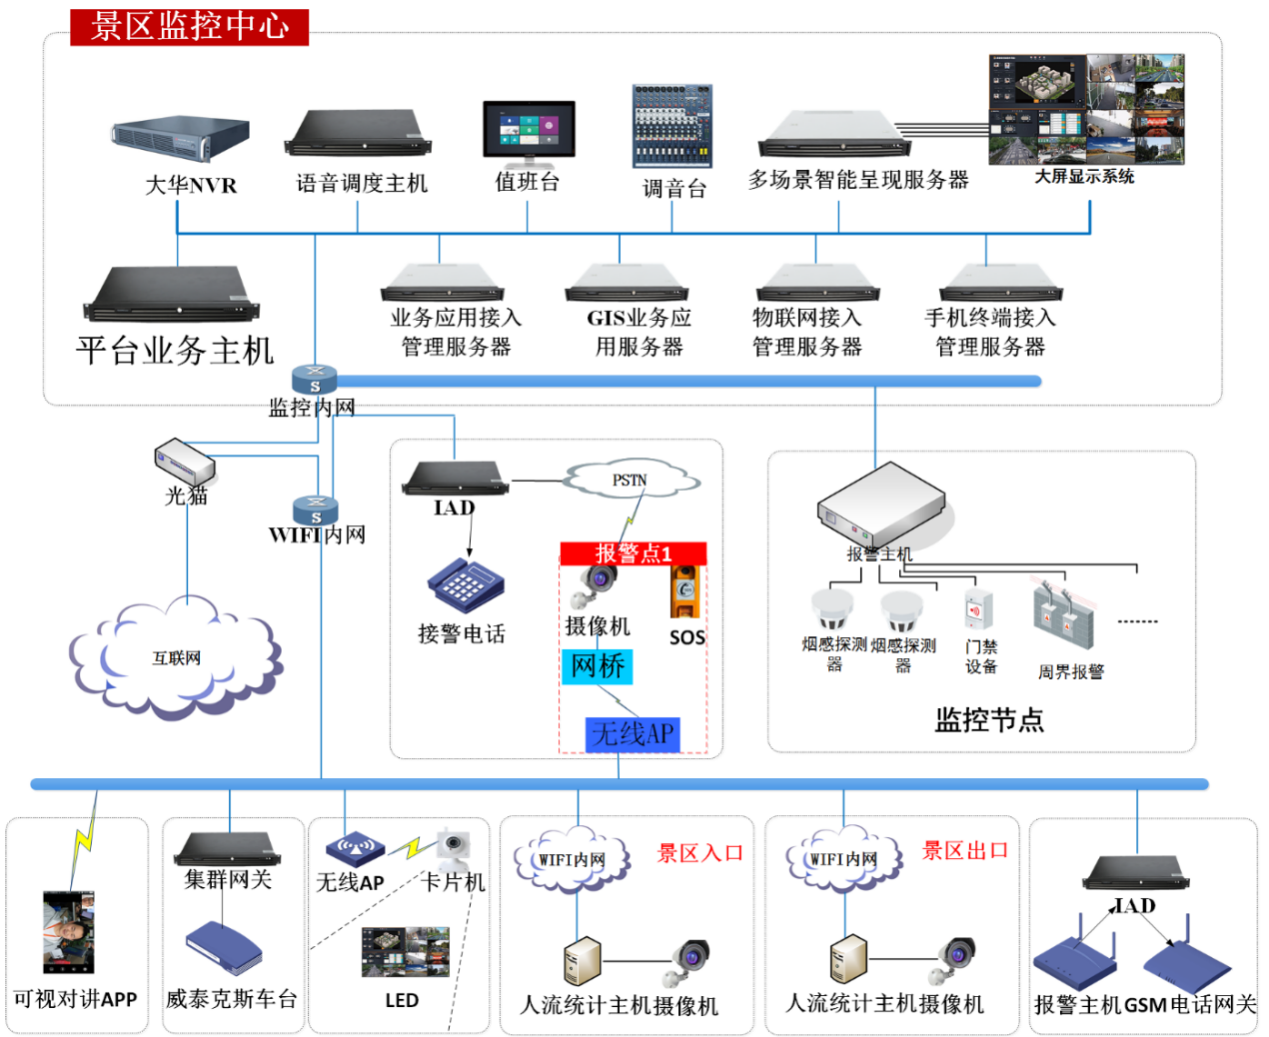 景区监控中心
大华NVR
语音调度主机
值班台
调音台
多场景智能呈现服务器
大屏显示系统
平台业务主机
业务应用接入
管理服务器
GIS业务应
用服务器
物联网接入
管理服务器
手机终端接入
管理服务器
S
监控内网
光猫
S
WIFI内网
互联网
IAD
PSTN
接警电话
报警点1
摄像机
SOS
网桥
无线AP
报警主机
烟感探测
器
烟感探测
器
门禁
设备
周界报警
监控节点
可视对讲APP
集群网关
威泰克斯车台
无线AP
卡片机
LED
WIFI内网
景区入口
人流统计主机
摄像机
WIFI内网
景区出口
人流统计主机
摄像机
IAD
报警主机
GSM电话网关